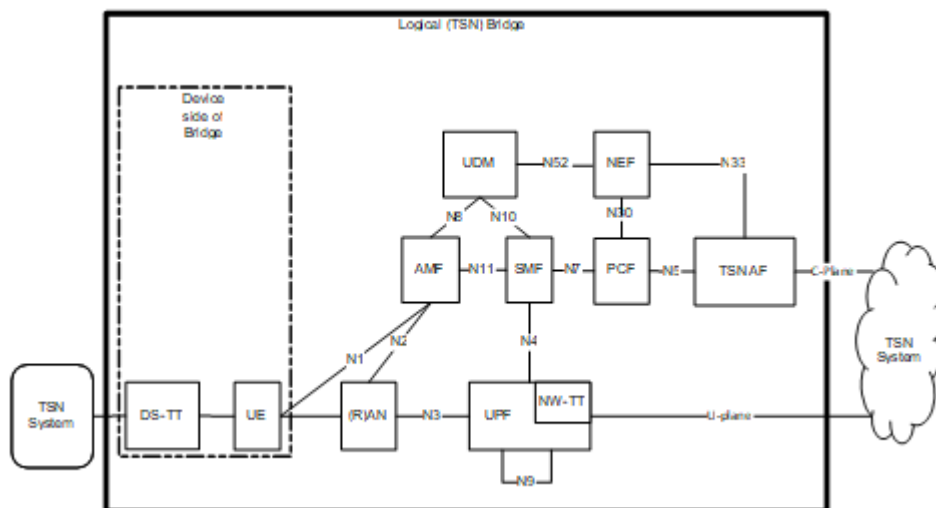 Logical (TSN) Bridge
Device
side of
Bridge
UDM
N52
NEF
N33
N8
N10
N30
AMF
N11
SMF
N7
PCF
N5
TSN AF
C-Plane
N1
N2
N4
TSN
System
TSN
System
DS-TT
UE
(R)AN
N3
UPF
NW-TT
U-plane
N9